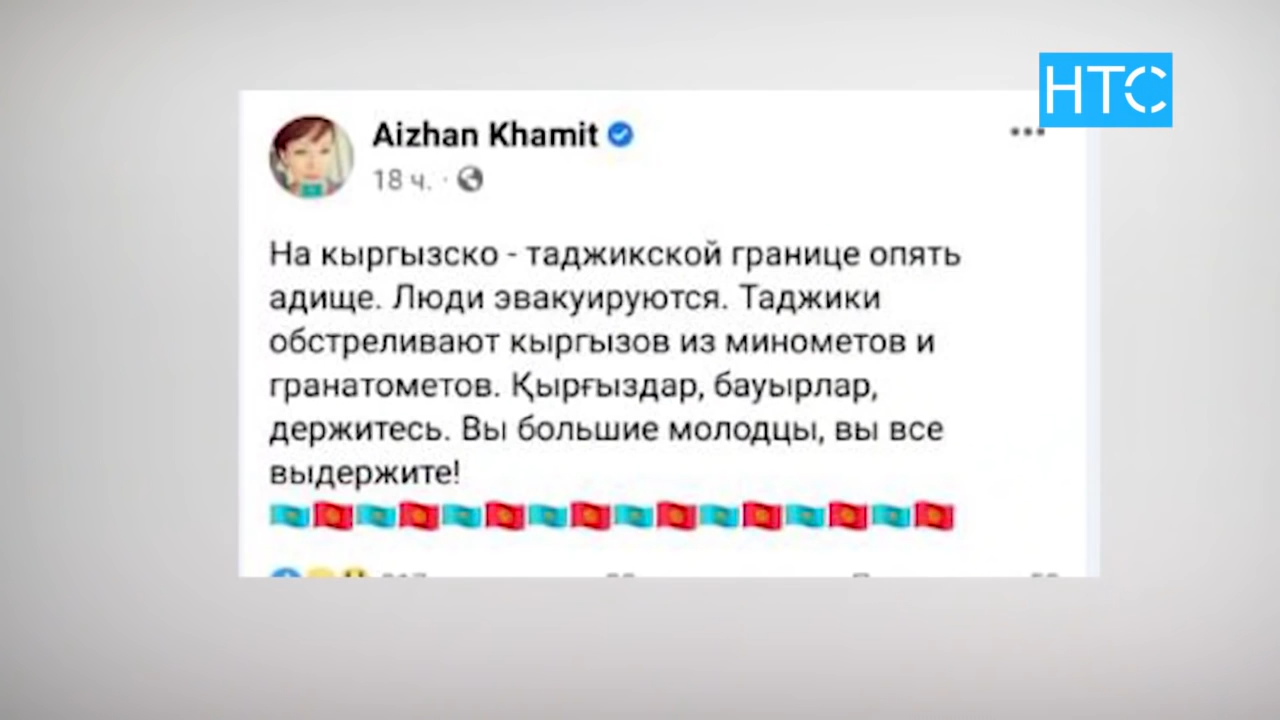 НТС
Aizhan Khamit
18 ч.
На кыргызско - таджикской границе опять
адище. Люди эвакуируются. Таджики
обстреливают кыргызов из минометов и
гранатометов. Қырғыздар, бауырлар,
держитесь. Вы большие молодцы, вы все
выдержите!